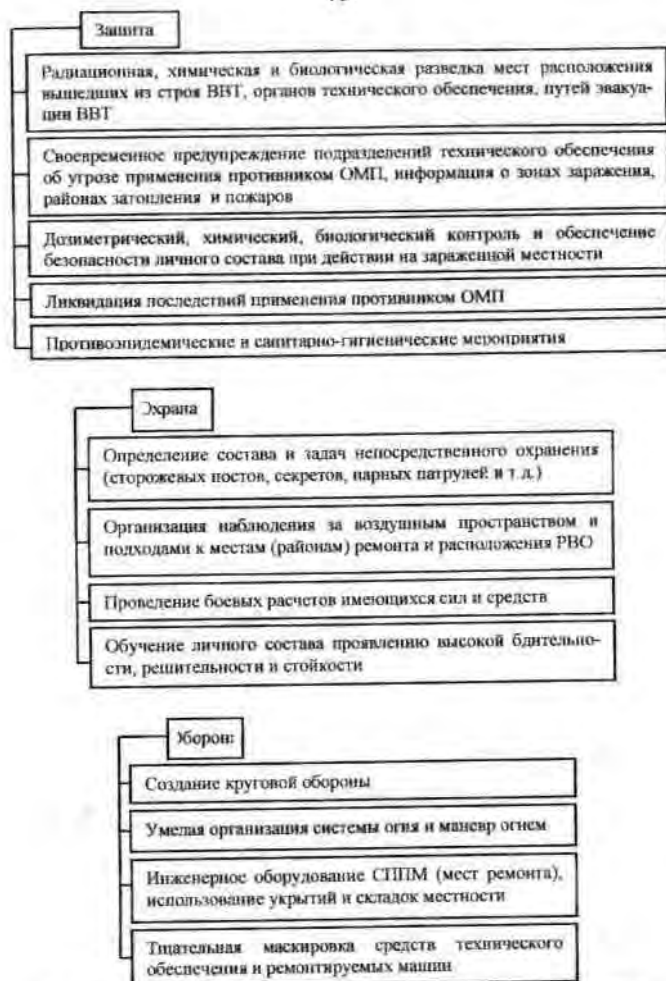 Защита
Радиационная, химическая и биологическая разведка мест расположения
вышедших из строя ВВТ, органов технического обеспечения, путей эвакуа-
ции ВВТ
Своевременное предупреждение подразделений технического обеспечения
об угрозе применения противником ОМП, информация о зонах заражения,
районах затопления и пожаров
Дозиметрический, химический, биологический контроль и обеспечение
безопасности личного состава при действии на зараженной местности
Ликвидация последствий применения противником ОМП
Противоэпидемические и санитарно-гигиенические мероприятия
Охрана
Определение состава и задач непосредственного охранения
(сторожевых постов, секретов, парных патрулей и т.д.)
Организация наблюдения за воздушным пространством и
подходами к местам (районам) ремонта и расположения РВО
Проведение боевых расчетов имеющихся сил и средств
Обучение личного состава проявлению высокой бдительно-
сти, решительности и стойкости
Оборона
Создание круговой обороны
Умелая организация системы огня и маневр огнем
Инженерное оборудование СППМ (мест ремонта),
использование укрытий и складок местности
Тщательная маскировка средств технического
обеспечения и ремонтируемых машин